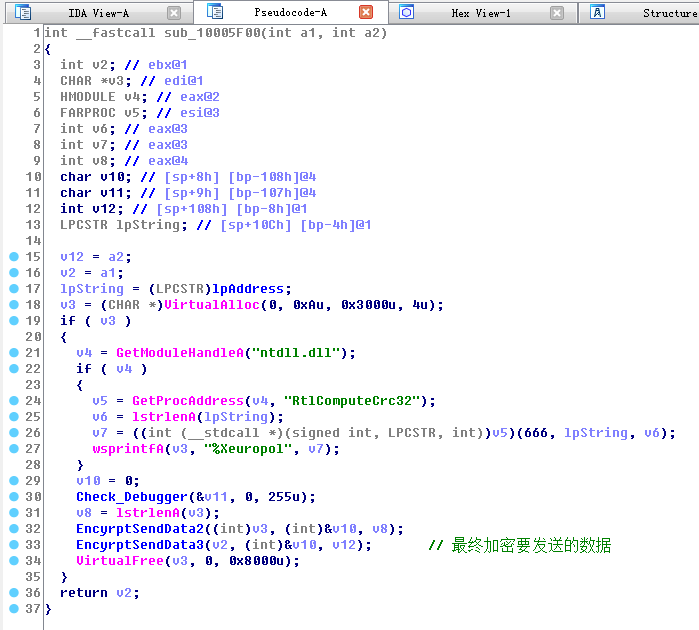 IDA View-A Pseudocode-A Hex View-1 Structure
1 int __fastcall sub_10005F00(int a1, int a2)
2 {
3 int v2; // ebx@1
4 CHAR *v3; // edi@1
5 HMODULE v4; // eax@2
6 FARPROC v5; // esi@3
7 int v6; // eax@3
8 int v7; // eax@3
9 int v8; // eax@4
10 char v10; // [sp+8h] [bp-108h]@4
11 char v11; // [sp+9h] [bp-107h]@4
12 int v12; // [sp+108h] [bp-8h]@1
13 LPCSTR lpString; // [sp+10Ch] [bp-4h]@1
14
15 v12 = a2;
16 v2 = a1;
17 lpString = (LPCSTR)lpAddress;
18 v3 = (CHAR *)VirtualAlloc(0, 0xAu, 0x3000u, 4u);
19 if ( v3 )
20 {
21 v4 = GetModuleHandleA("ntdll.dll");
22 if ( v4 )
23 {
24 v5 = GetProcAddress(v4, "RtlComputeCrc32");
25 v6 = lstrlenA(lpString);
26 v7 = ((int (__stdcall *)(signed int, LPCSTR, int))v5)(666, lpString, v6);
27 wsprintfA(v3, "%Xeuropol", v7);
28 }
29 v10 = 0;
30 Check_Debugger(&v11, 0, 255u);
31 v8 = lstrlenA(v3);
32 EncyrptSendData2((int)v3, (int)&v10, v8);
33 EncyrptSendData3(v2, (int)&v10, v12); // 最终加密要发送的数据
34 VirtualFree(v3, 0, 0x8000u);
35 }
36 return v2;
37 }